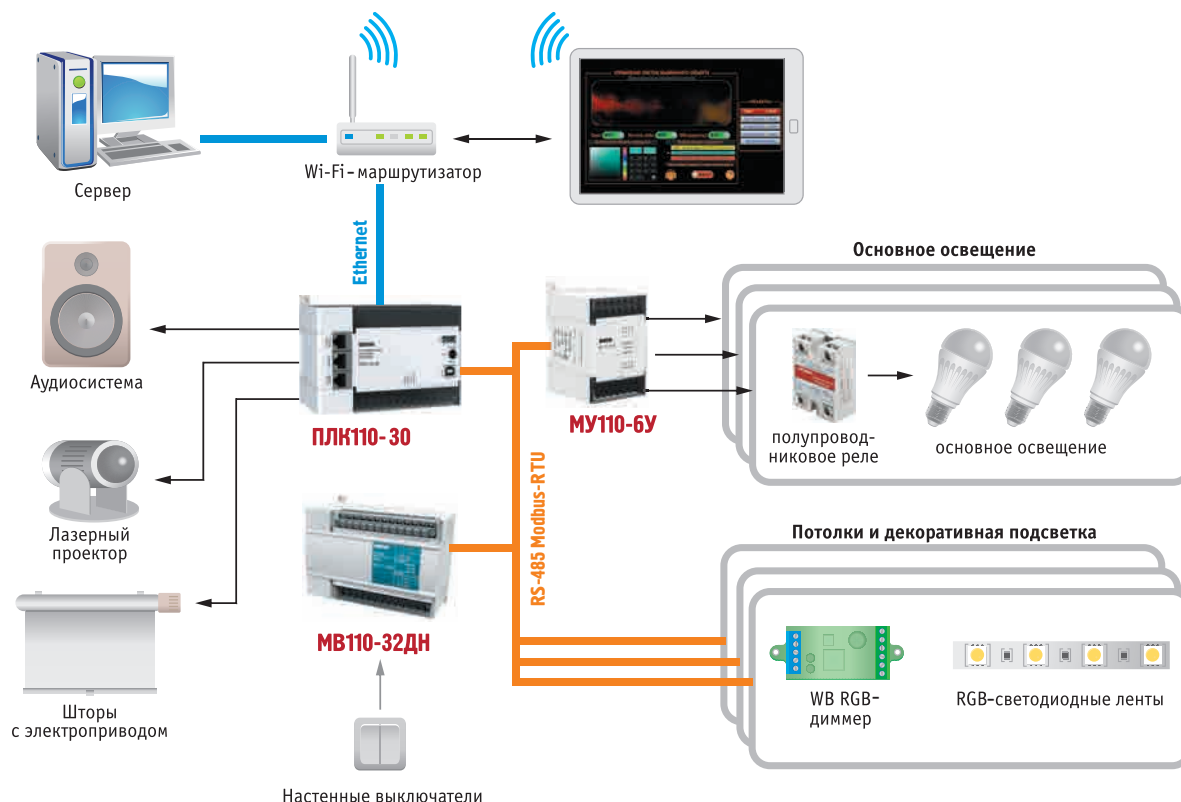 Сервер
Wi-Fi-маршрутизатор
Ethernet
Основное освещение
Аудиосистема
ПЛК110-30
МУ110-6У
полупровод-
никовое реле
основное освещение
RS-485 Modbus-RTU
Лазерный
проектор
Потолки и декоративная подсветка
МВ110-32ДН
WB RGB-
диммер
RGB-светодиодные ленты
Шторы
с электроприводом
Настенные выключатели